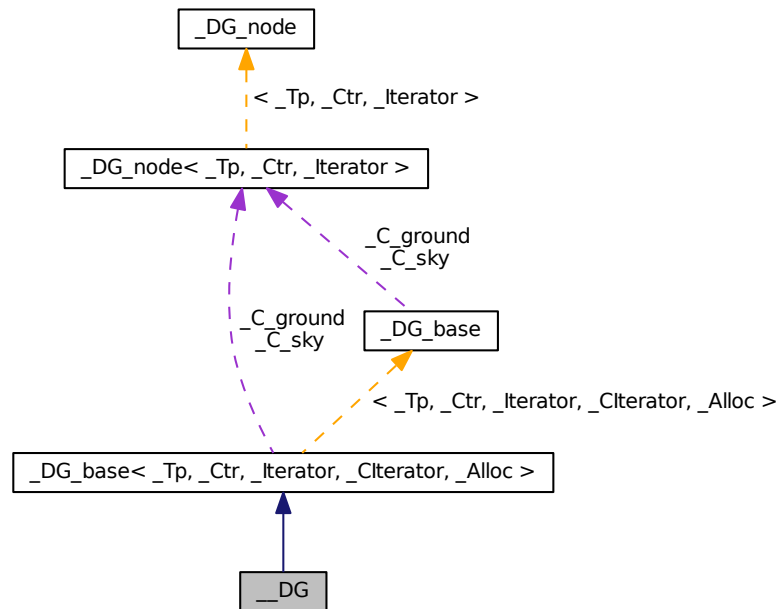 _DG_node
< _Tp, _Ctr, _Iterator >
_DG_node< _Tp, _Ctr, _Iterator >
_C_ground
_C_sky
_C_ground
_C_sky
_DG_base
< _Tp, _Ctr, _Iterator, _CIterator, _Alloc >
_DG_base< _Tp, _Ctr, _Iterator, _CIterator, _Alloc >
__DG